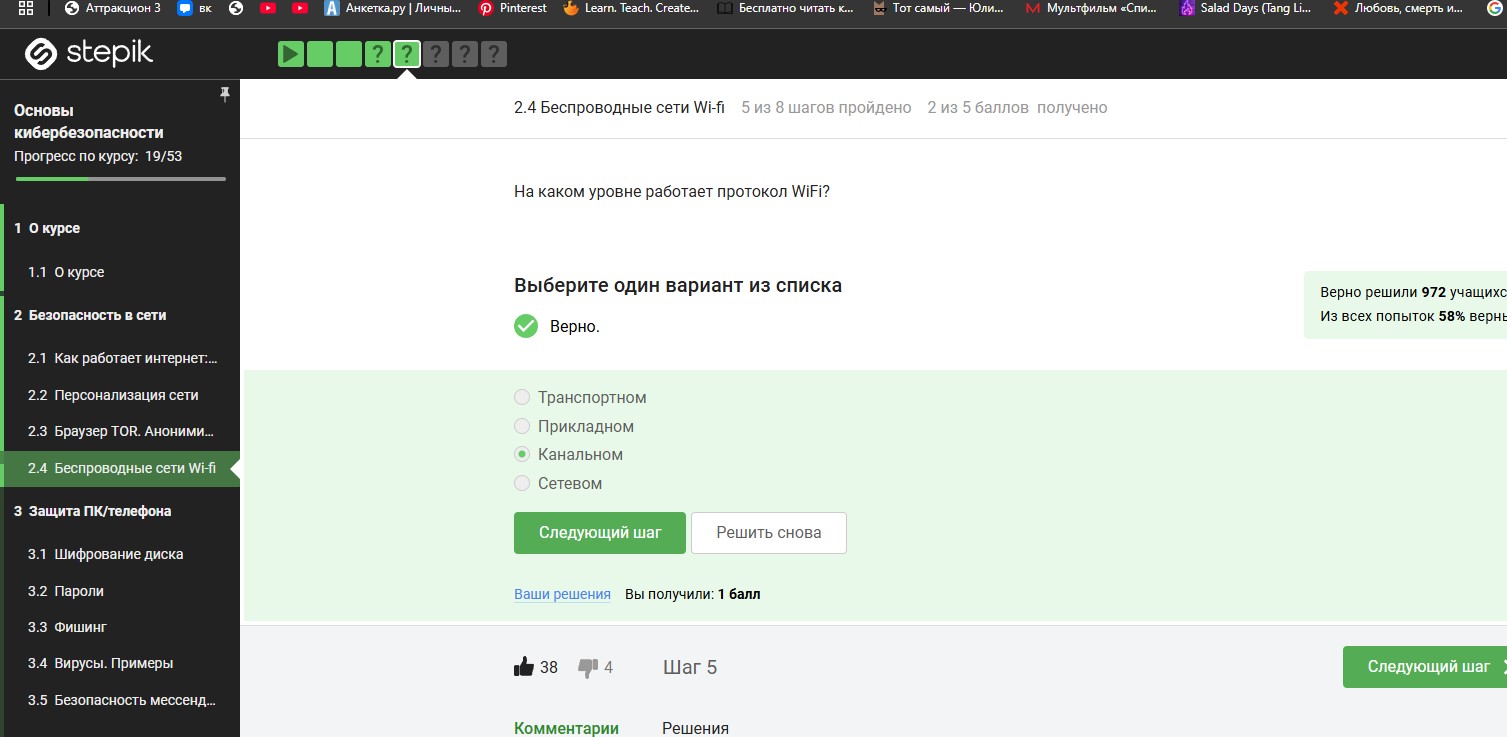 Аттракцион 3 вк Анкетка.ру | Личны... Pinterest Learn. Teach. Create... Бесплатно читать к... Тот самый — Юли... Мультфильм «Спи... Salad Days (Tang Li... Любовь, смерть и...
stepik
? ? ? ? ?
Основы
кибербезопасности
Прогресс по курсу: 19/53
1 О курсе
1.1 О курсе
2 Безопасность в сети
2.1 Как работает интернет:...
2.2 Персонализация сети
2.3 Браузер TOR. Аноними...
2.4 Беспроводные сети Wi-fi
3 Защита ПК/телефона
3.1 Шифрование диска
3.2 Пароли
3.3 Фишинг
3.4 Вирусы. Примеры
3.5 Безопасность мессенд...
2.4 Беспроводные сети Wi-fi 5 из 8 шагов пройдено 2 из 5 баллов получено
На каком уровне работает протокол WiFi?
Выберите один вариант из списка
Верно.
Верно решили 972 учащихс
Из всех попыток 58% верны
Транспортном
Прикладном
Канальном
Сетевом
Следующий шаг Решить снова
Ваши решения Вы получили: 1 балл
38 4 Шаг 5
Следующий шаг
Комментарии Решения